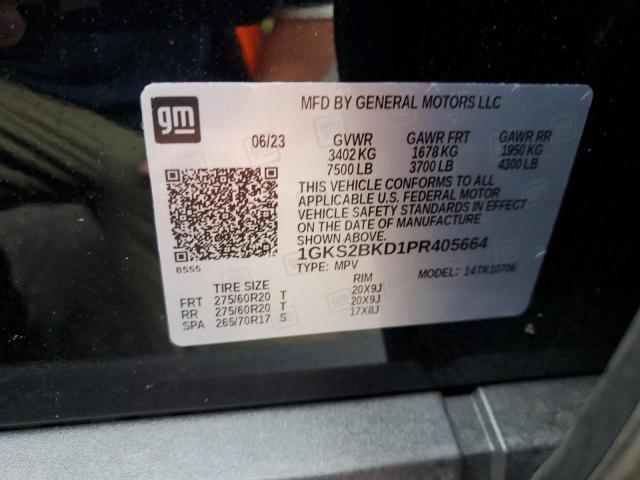 gm
MFD BY GENERAL MOTORS LLC
06/23 GVWR GAWR FRT GAWR RR
3402 KG 1678 KG 1950 KG
7500 LB 3700 LB 4300 LB
THIS VEHICLE CONFORMS TO ALL
APPLICABLE U.S. FEDERAL MOTOR
VEHICLE SAFETY STANDARDS IN EFFECT
ON THE DATE OF MANUFACTURE
SHOWN ABOVE.
1GKS2BKD1PR405664
8555
TYPE: MPV MODEL: 14TK10706
TIRE SIZE RIM
FRT 275/60R20 T 20X9J
RR 275/60R20 T 20X9J
SPA 265/70R17 S 17X8J